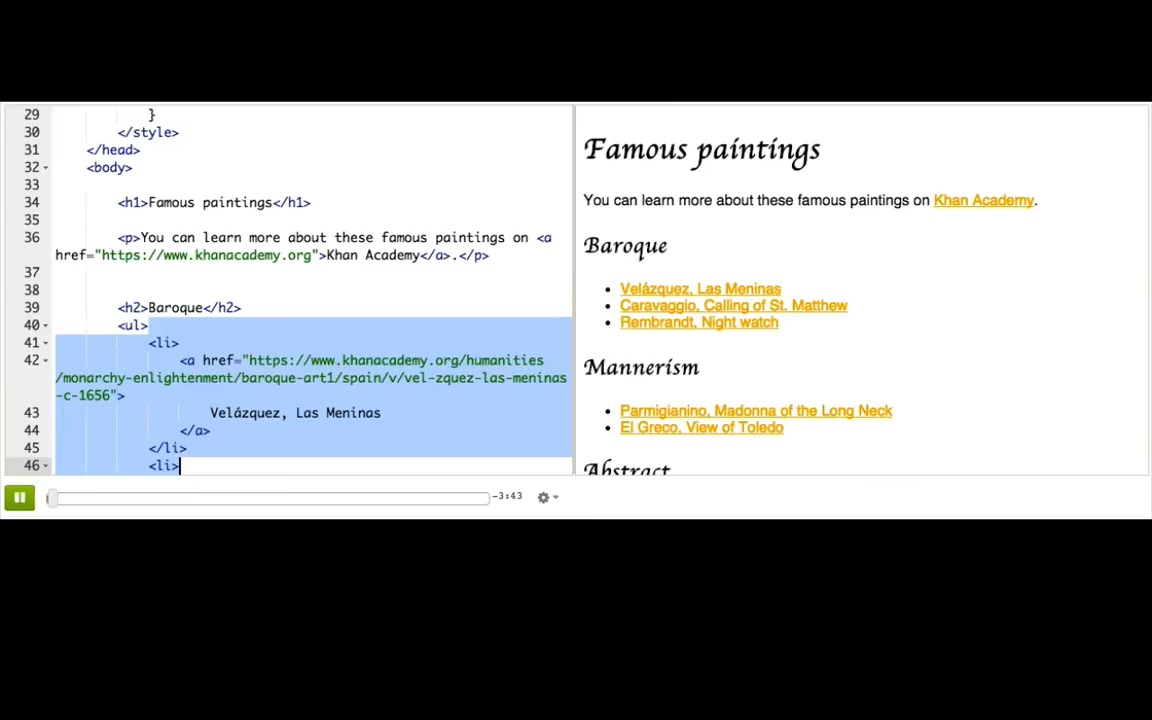 29 }
30 </style>
31 </head>
32 <body>
33
34 <h1>Famous paintings</h1>
35
36 <p>You can learn more about these famous paintings on <a
href="https://www.khanacademy.org">Khan Academy</a>.</p>
37
38
39 <h2>Baroque</h2>
40 <ul>
41 <li>
42 <a href="https://www.khanacademy.org/humanities
/monarchy-enlightenment/baroque-art1/spain/v/vel-zquez-las-meninas
-c-1656">
43 Velázquez, Las Meninas
44 </a>
45 </li>
46 <li>
-3:43
Famous paintings
You can learn more about these famous paintings on Khan Academy.
Baroque
• Velázquez, Las Meninas
• Caravaggio, Calling of St. Matthew
• Rembrandt, Night watch
Mannerism
• Parmigianino, Madonna of the Long Neck
• El Greco, View of Toledo
Abstract